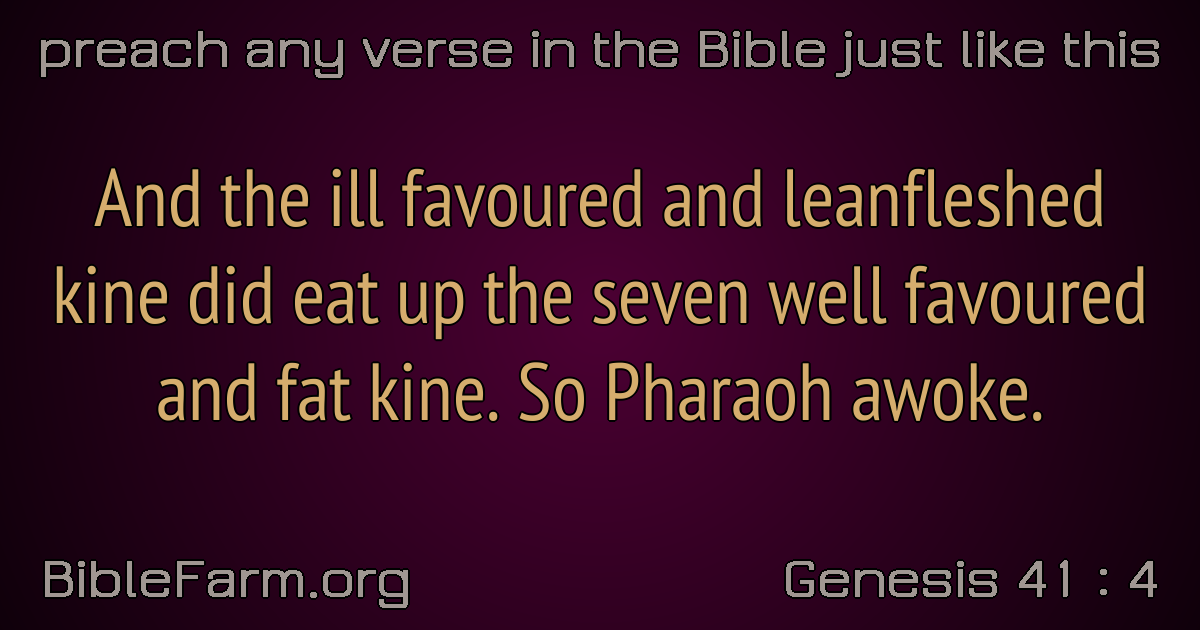 preach any verse in the Bible just like this
And the ill favoured and leanfleshed
kine did eat up the seven well favoured
and fat kine. So Pharaoh awoke.
BibleFarm.org
Genesis 41 : 4